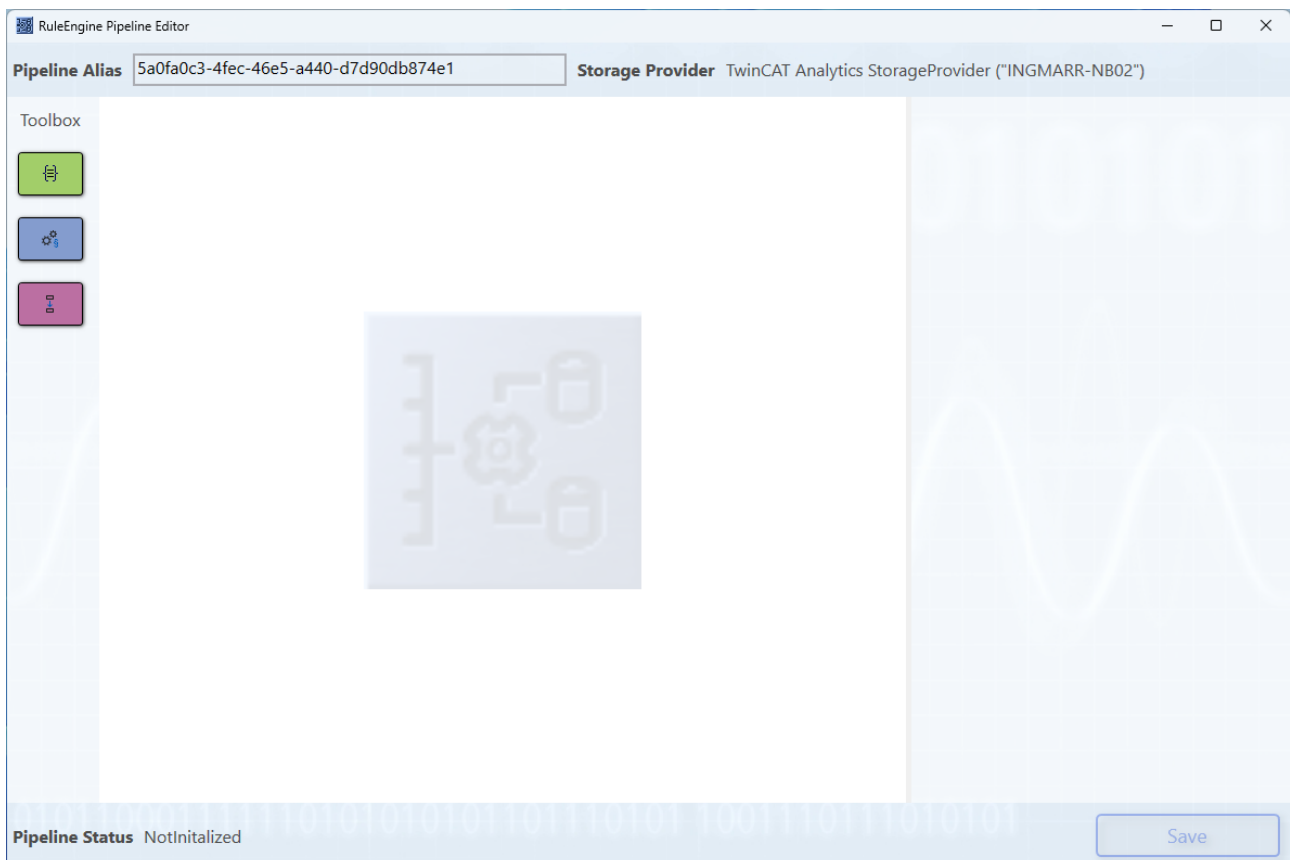 RuleEngine Pipeline Editor
Pipeline Alias 5a0fa0c3-4fec-46e5-a440-d7d90db874e1 Storage Provider TwinCAT Analytics StorageProvider ("INGMARR-NB02")
Toolbox
010101
Pipeline Status NotInitalized Save